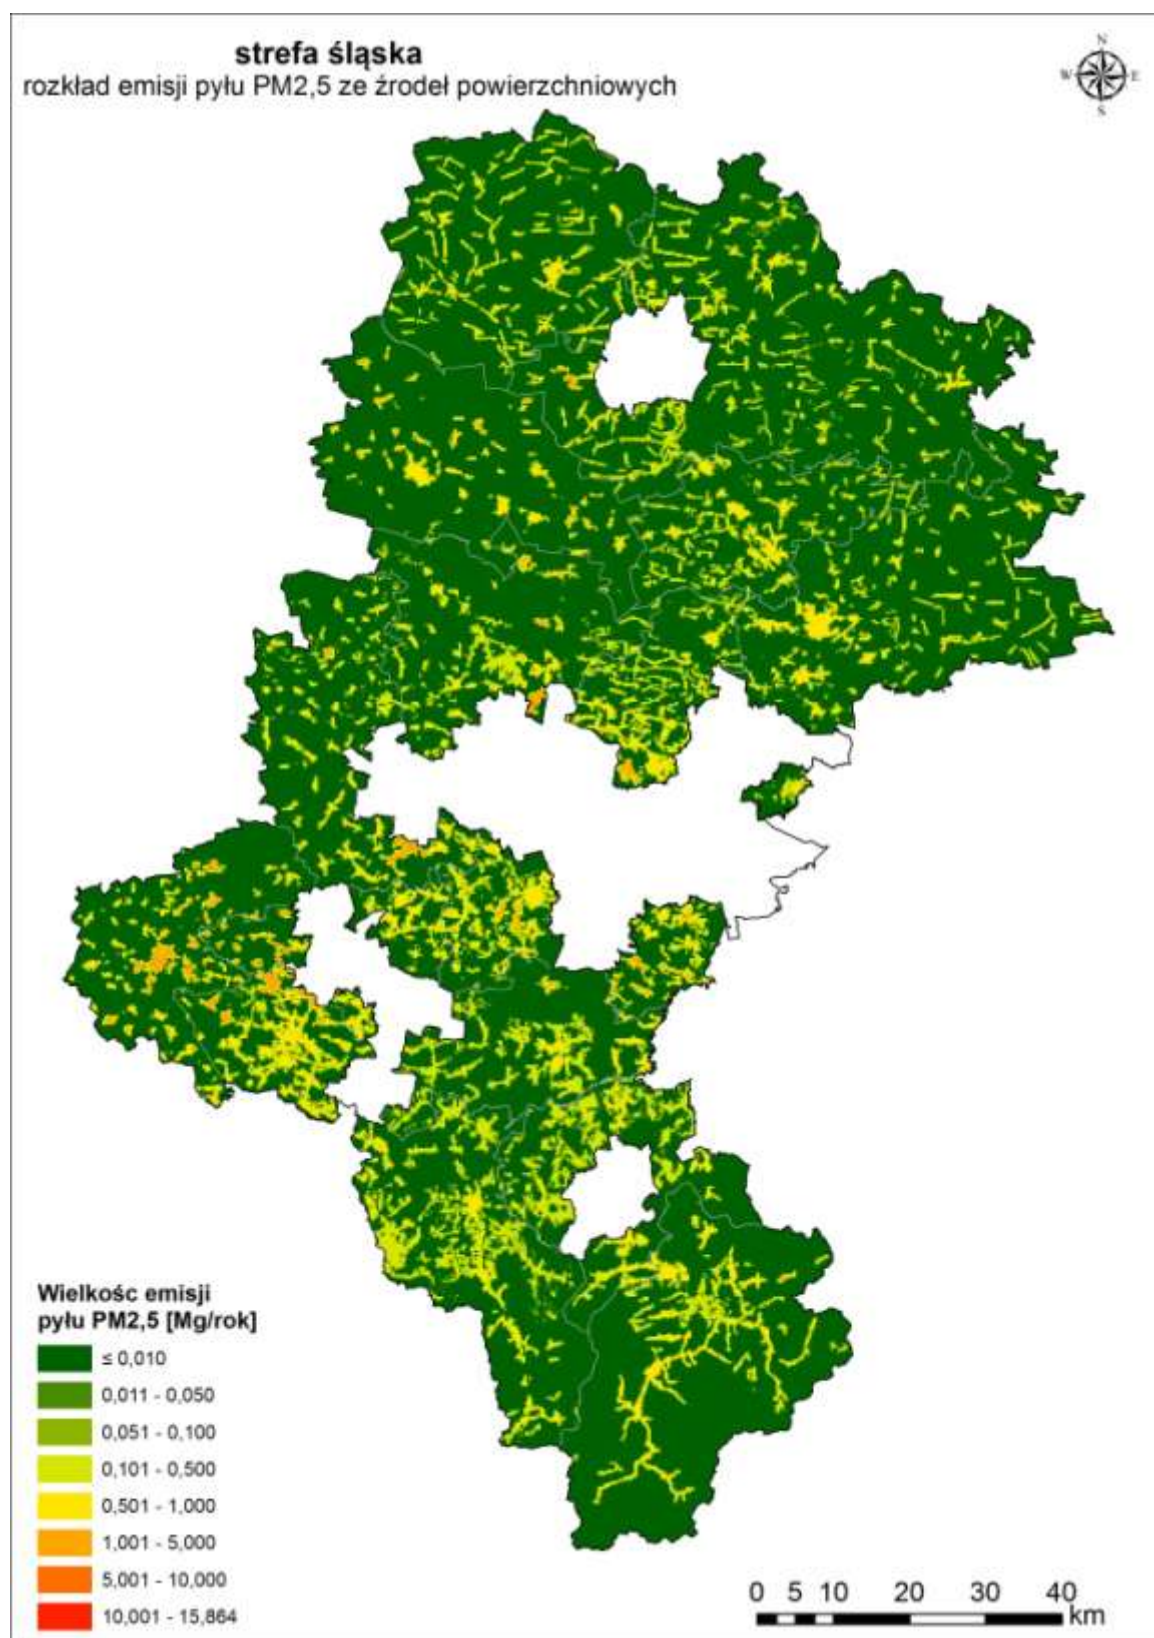 strefa śląska
rozkład emisji pyłu PM2,5 ze źrodeł powierzchniowych
N
W E
S
Wielkośc emisji
pyłu PM2,5 [Mg/rok]
≤ 0,010
0,011 - 0,050
0,051 - 0,100
0,101 - 0,500
0,501 - 1,000
1,001 - 5,000
5,001 - 10,000
10,001 - 15,864
0 5 10 20 30 40
km